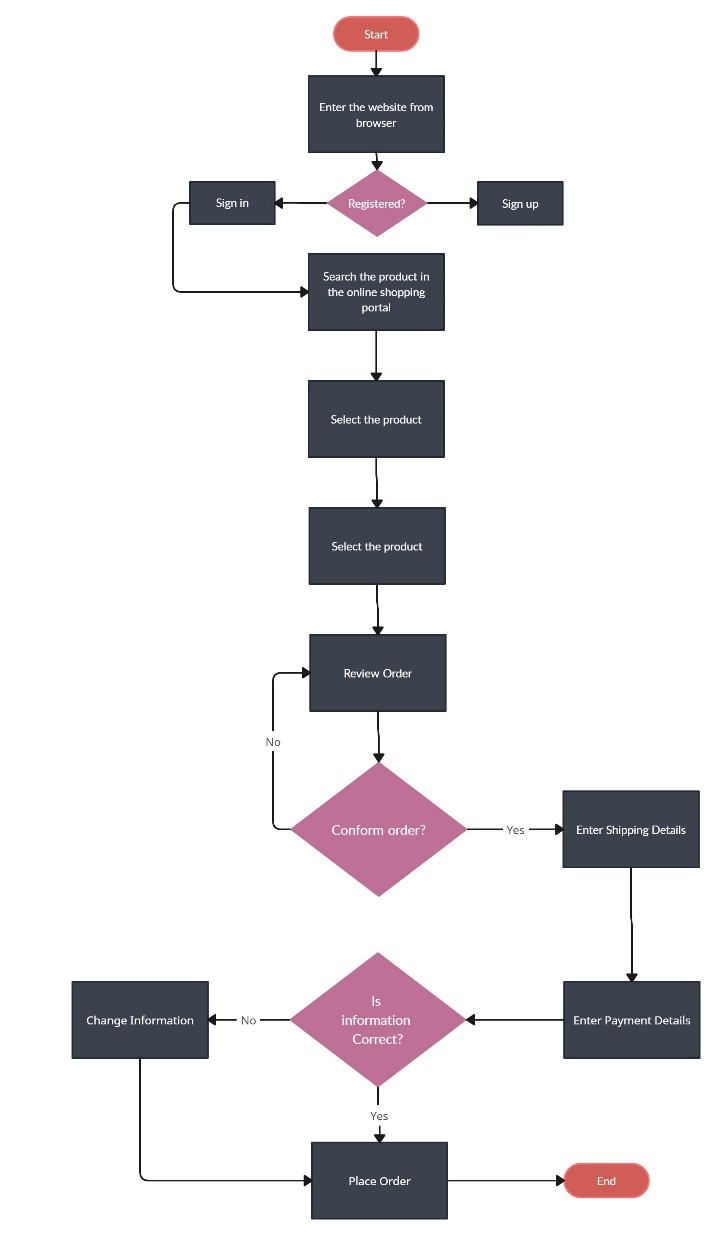 Start
Enter the website from
browser
Sign in
Registered?
Sign up
Search the product in
the online shopping
portal
Select the product
Select the product
Review Order
No
Conform order?
Yes
Enter Shipping Details
Change Information
No
Is
information
Correct?
Enter Payment Details
Yes
Place Order
End